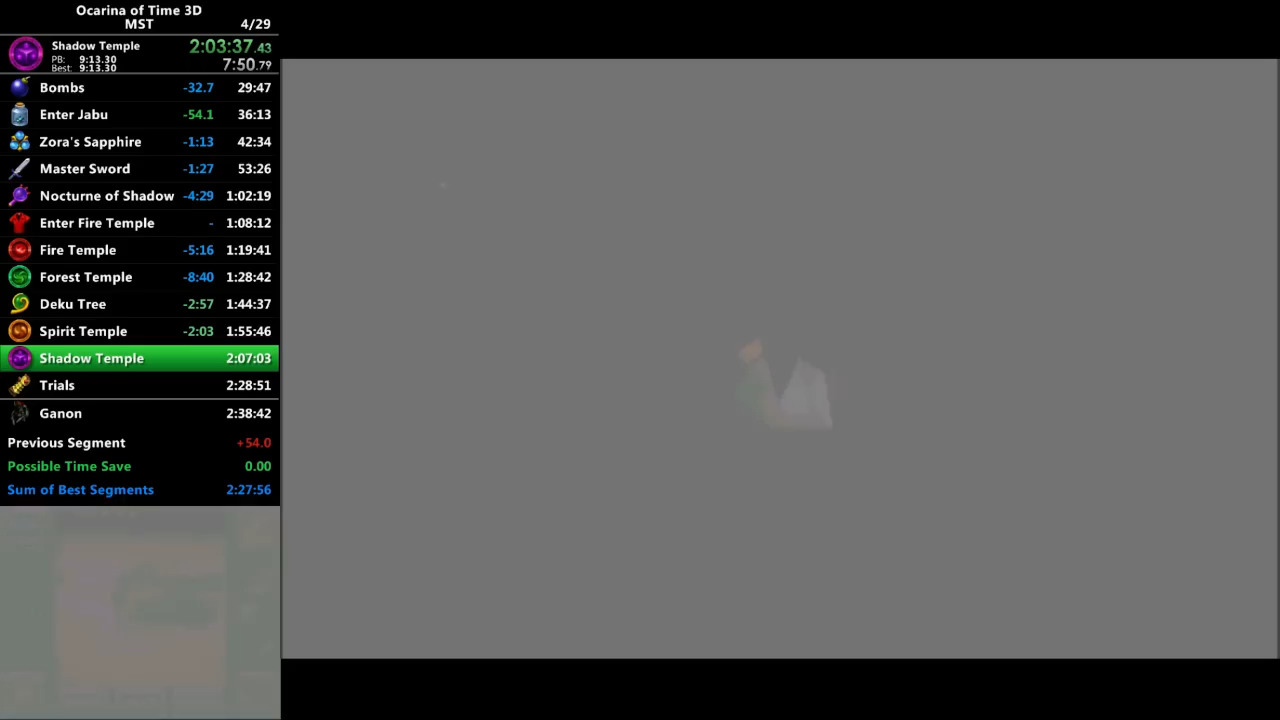 Ocarina of Time 3D
MST 4/29
Shadow Temple 2:03:37.43
PB: 9:13.30 7:50.79
Best: 9:13.30
Bombs -32.7 29:47
Enter Jabu -54.1 36:13
Zora's Sapphire -1:13 42:34
Master Sword -1:27 53:26
Nocturne of Shadow -4:29 1:02:19
Enter Fire Temple - 1:08:12
Fire Temple -5:16 1:19:41
Forest Temple -8:40 1:28:42
Deku Tree -2:57 1:44:37
Spirit Temple -2:03 1:55:46
Shadow Temple 2:07:03
Trials 2:28:51
Ganon 2:38:42
Previous Segment +54.0
Possible Time Save 0.00
Sum of Best Segments 2:27:56